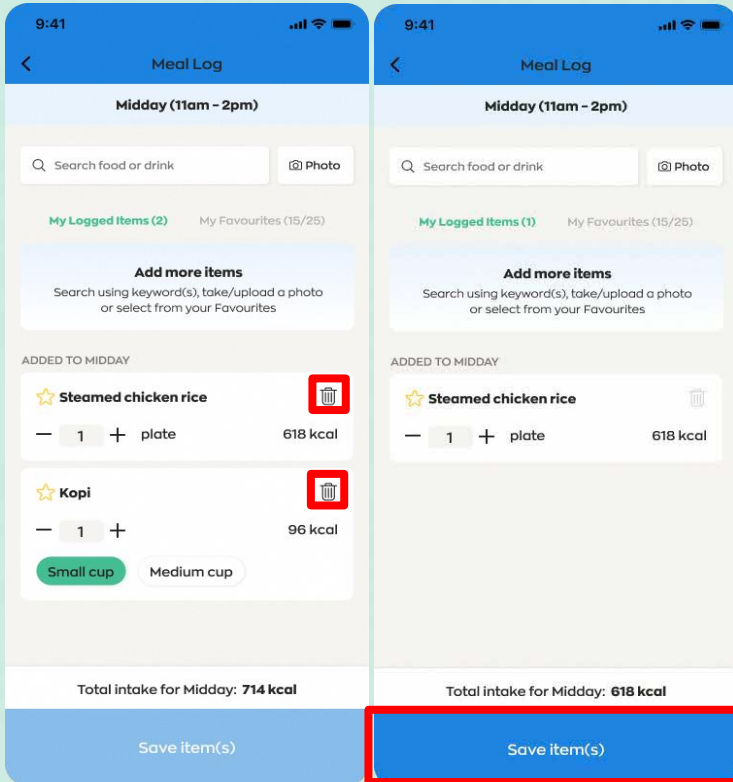 9:41
Meal Log
Midday (11am - 2pm)
Search food or drink
Photo
My Logged Items (2) My Favourites (15/25)
Add more items
Search using keyword(s), take/upload a photo
or select from your Favourites
ADDED TO MIDDAY
Steamed chicken rice
1 plate 618 kcal
Kopi
1 96 kcal
Small cup Medium cup
Total intake for Midday: 714 kcal
Save item(s)
9:41
Meal Log
Midday (11am - 2pm)
Search food or drink
Photo
My Logged Items (1) My Favourites (15/25)
Add more items
Search using keyword(s), take/upload a photo
or select from your Favourites
ADDED TO MIDDAY
Steamed chicken rice
1 plate 618 kcal
Total intake for Midday: 618 kcal
Save item(s)